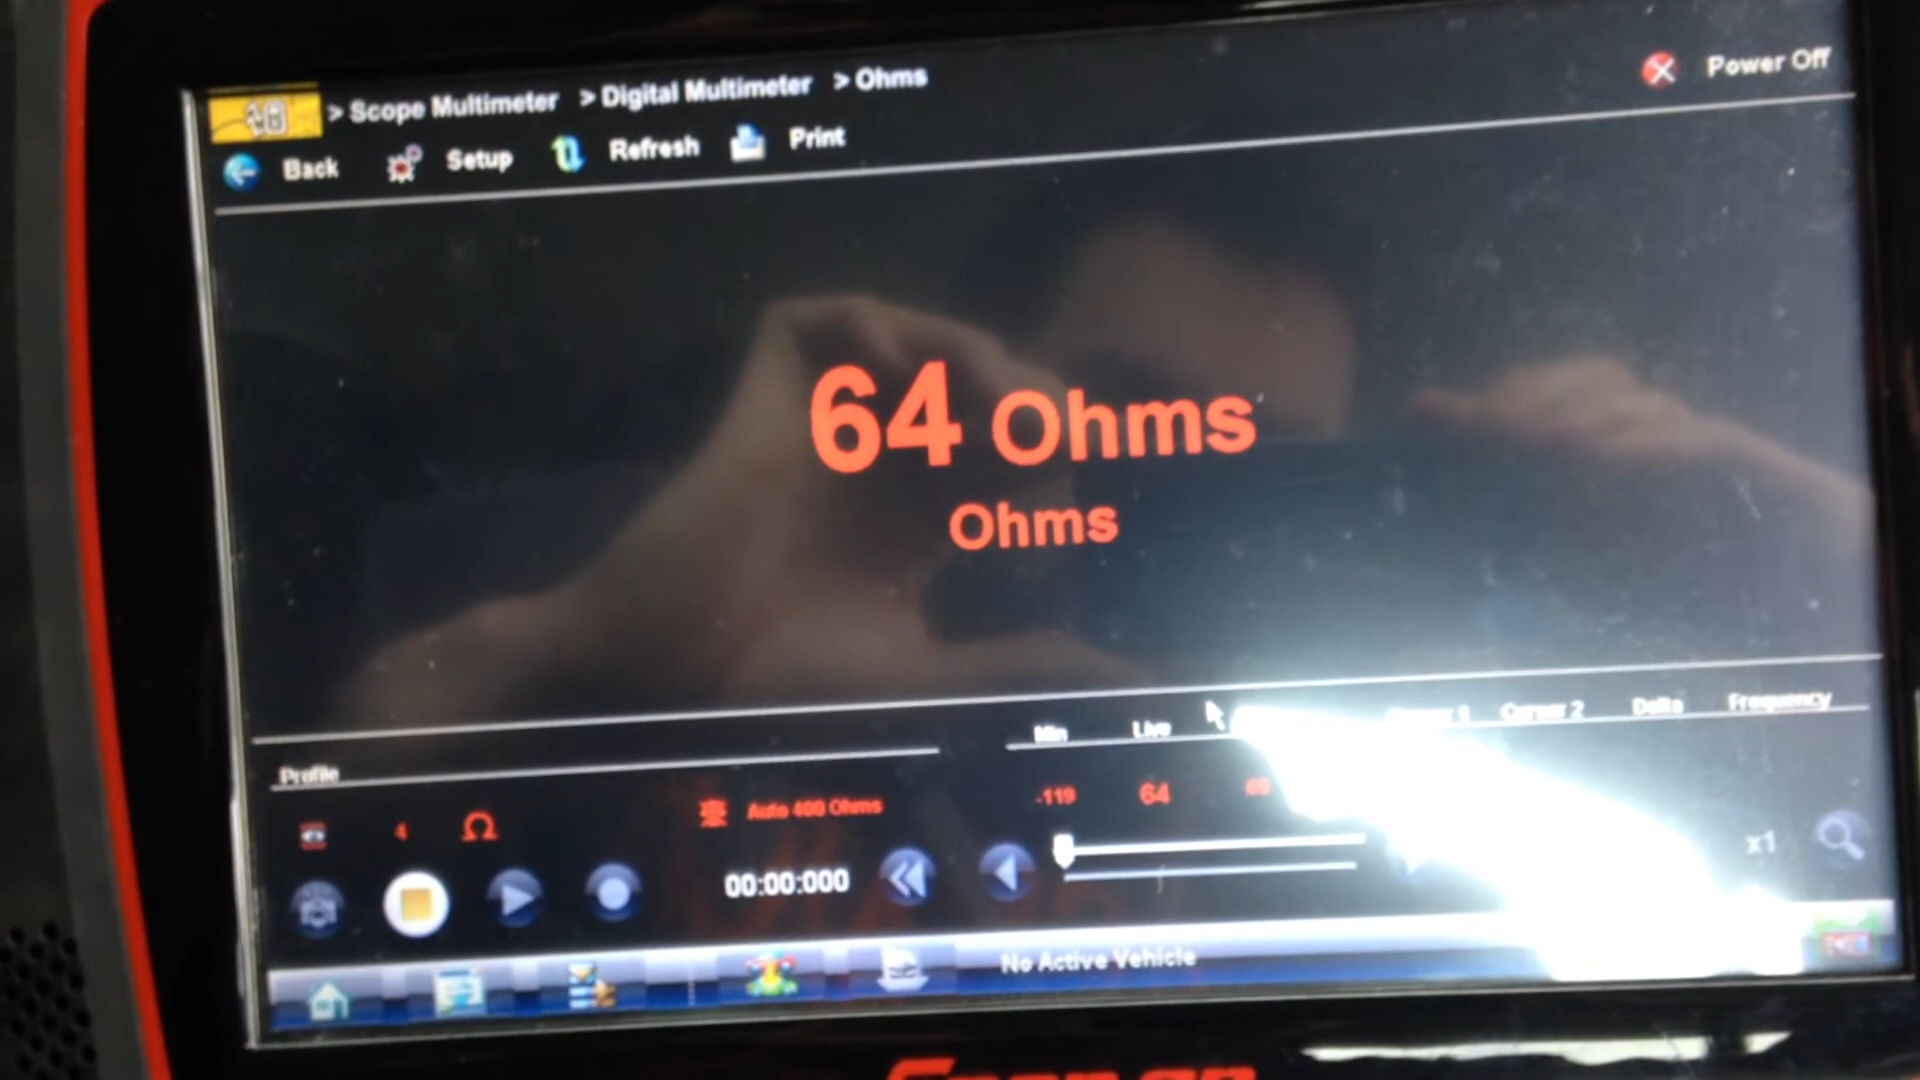 > Scope Multimeter > Digital Multimeter > Ohms
Power Off
Back Setup Refresh Print
64 Ohms
Ohms
Min Live Cursor 2 Delta Frequency
Profile
4 Ω Auto 400 Ohms -119 64
00:00:000 x1
No Active Vehicle